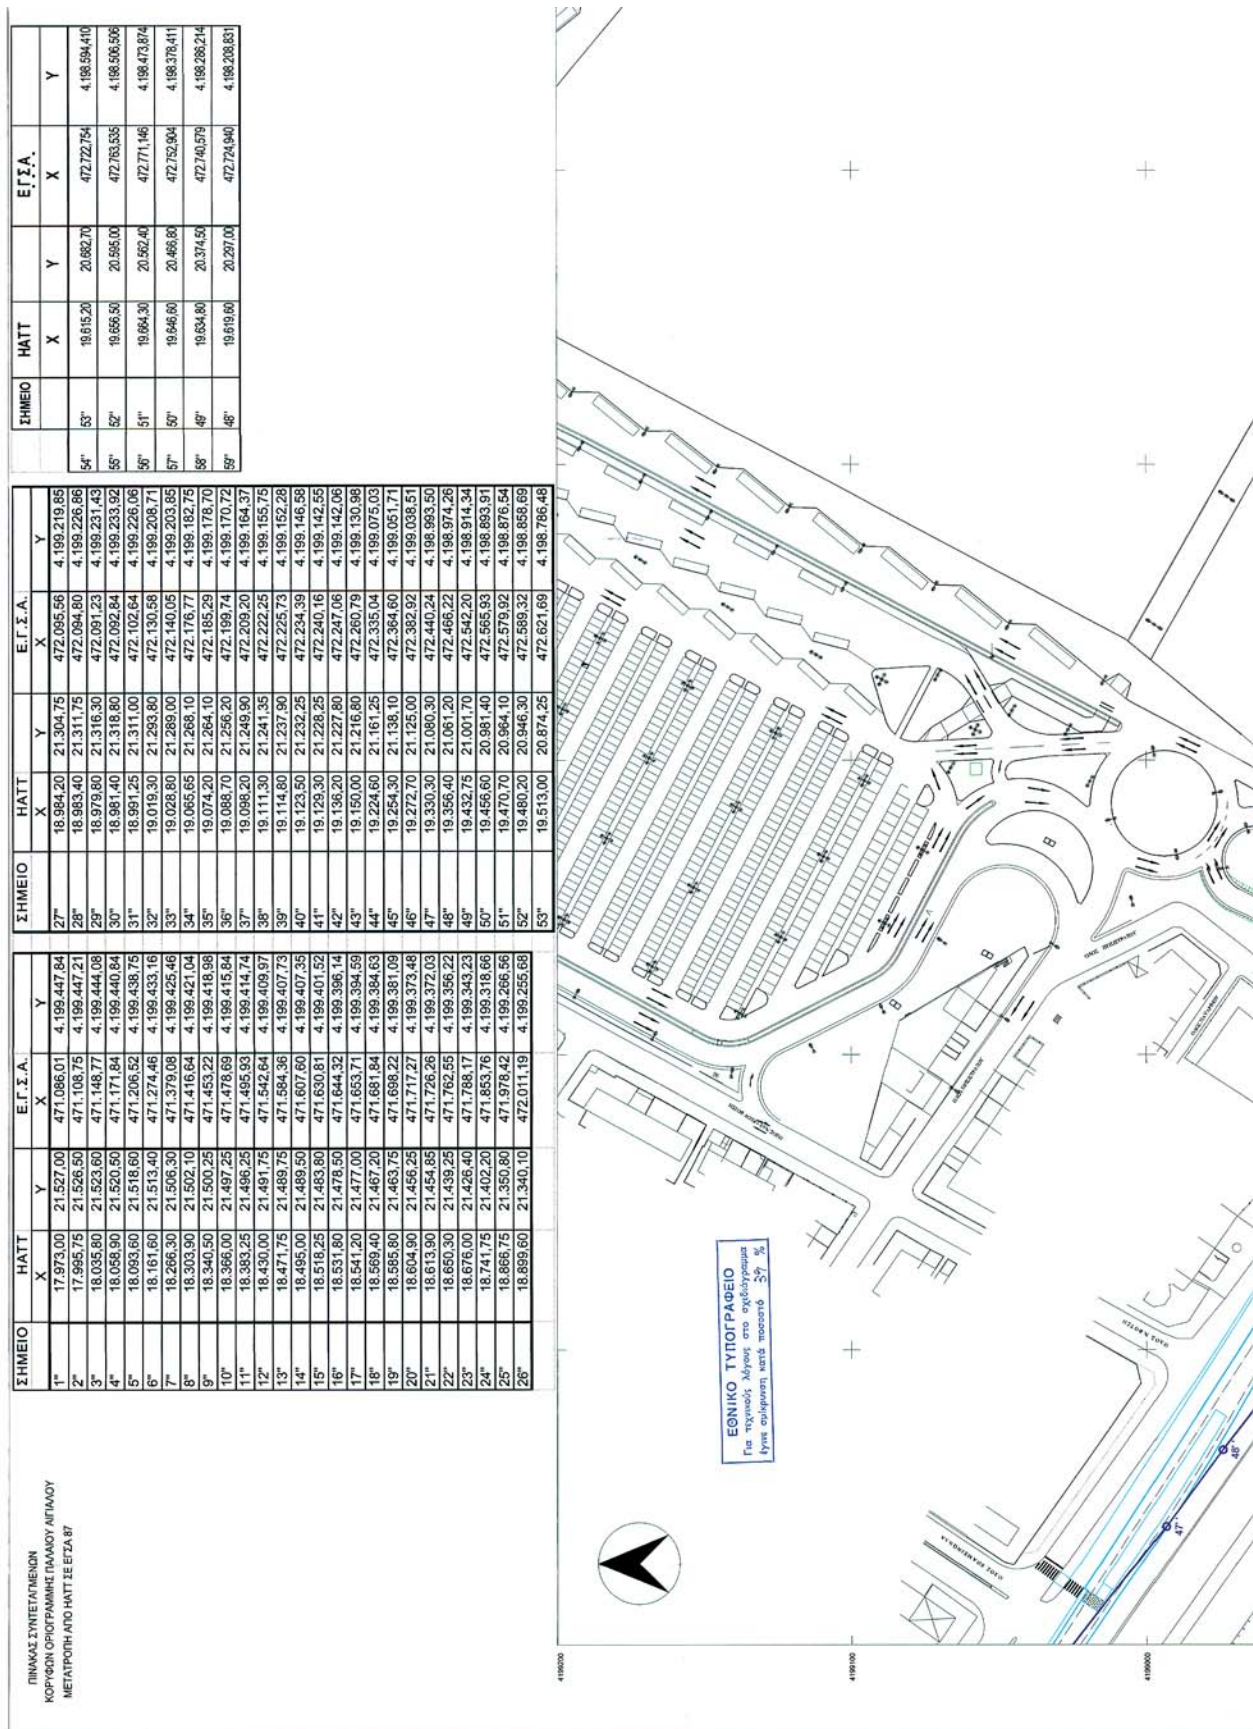 ΠΙΝΑΚΑΣ ΣΥΝΤΕΤΑΓΜΕΝΩΝ
ΚΟΡΥΦΩΝ ΟΡΙΟΓΡΑΜΜΗΣ ΠΑΛΑΙΟΥ ΑΙΓΙΑΛΟΥ
ΜΕΤΑΤΡΟΠΗ ΑΠΟ ΗΑΤΤ ΣΕ ΕΓΣΑ 87
ΣΗΜΕΙΟ ΗΑΤΤ Ε.Γ.Σ.Α.
X Y X Y
1" 17.973,00 21.527,00 471.086,01 4.199.447,84
2" 17.995,75 21.526,50 471.108,75 4.199.447,21
3" 18.035,80 21.523,60 471.148,77 4.199.444,08
4" 18.058,90 21.520,50 471.171,84 4.199.440,84
5" 18.093,60 21.518,60 471.206,52 4.199.438,75
6" 18.161,60 21.513,40 471.274,46 4.199.433,16
7" 18.266,30 21.506,30 471.379,08 4.199.425,46
8" 18.303,90 21.502,10 471.416,64 4.199.421,04
9" 18.340,50 21.500,25 471.453,22 4.199.418,98
10" 18.366,00 21.497,25 471.478,69 4.199.415,84
11" 18.383,25 21.496,25 471.495,93 4.199.414,74
12" 18.430,00 21.491,75 471.542,64 4.199.409,97
13" 18.471,75 21.489,75 471.584,36 4.199.407,73
14" 18.495,00 21.489,50 471.607,60 4.199.407,35
15" 18.518,25 21.483,80 471.630,81 4.199.401,52
16" 18.531,80 21.478,50 471.644,32 4.199.396,14
17" 18.541,20 21.477,00 471.653,71 4.199.394,59
18" 18.569,40 21.467,20 471.681,84 4.199.384,63
19" 18.585,80 21.463,75 471.698,22 4.199.381,09
20" 18.604,90 21.456,25 471.717,27 4.199.373,48
21" 18.613,90 21.454,85 471.726,26 4.199.372,03
22" 18.650,30 21.439,25 471.762,55 4.199.356,22
23" 18.676,00 21.426,40 471.788,17 4.199.343,23
24" 18.741,75 21.402,20 471.853,76 4.199.318,66
25" 18.866,75 21.350,80 471.978,42 4.199.266,56
26" 18.899,60 21.340,10 472.011,19 4.199.255,68
ΣΗΜΕΙΟ ΗΑΤΤ Ε.Γ.Σ.Α.
X Y X Y
27" 18.984,20 21.304,75 472.095,56 4.199.219,85
28" 18.983,40 21.311,75 472.094,80 4.199.226,86
29" 18.979,80 21.316,30 472.091,23 4.199.231,43
30" 18.981,40 21.318,80 472.092,84 4.199.233,92
31" 18.991,25 21.311,00 472.102,64 4.199.226,06
32" 19.019,30 21.293,80 472.130,58 4.199.208,71
33" 19.028,80 21.289,00 472.140,05 4.199.203,85
34" 19.065,65 21.268,10 472.176,77 4.199.182,75
35" 19.074,20 21.264,10 472.185,29 4.199.178,70
36" 19.088,70 21.256,20 472.199,74 4.199.170,72
37" 19.098,20 21.249,90 472.209,20 4.199.164,37
38" 19.111,30 21.241,35 472.222,25 4.199.155,75
39" 19.114,80 21.237,90 472.225,73 4.199.152,28
40" 19.123,50 21.232,25 472.234,39 4.199.146,58
41" 19.129,30 21.228,25 472.240,16 4.199.142,55
42" 19.136,20 21.227,80 472.247,06 4.199.142,06
43" 19.150,00 21.216,80 472.260,79 4.199.130,98
44" 19.224,60 21.161,25 472.335,04 4.199.075,03
45" 19.254,30 21.138,10 472.364,60 4.199.051,71
46" 19.272,70 21.125,00 472.382,92 4.199.038,51
47" 19.330,30 21.080,30 472.440,24 4.198.993,50
48" 19.356,40 21.061,20 472.466,22 4.198.974,26
49" 19.432,75 21.001,70 472.542,20 4.198.914,34
50" 19.456,60 20.981,40 472.565,93 4.198.893,91
51" 19.470,70 20.964,10 472.579,92 4.198.876,54
52" 19.480,20 20.946,30 472.589,32 4.198.858,69
53" 19.513,00 20.874,25 472.621,69 4.198.786,48
ΣΗΜΕΙΟ ΗΑΤΤ ΕΓΣΑ.
X Y X Y
54" 53" 19.615,20 20.682,70 472.722,754 4.198.594,410
55" 52" 19.656,50 20.595,00 472.763,535 4.198.506,506
56" 51" 19.664,30 20.562,40 472.771,146 4.198.473,874
57" 50" 19.646,60 20.466,80 472.752,904 4.198.378,411
58" 49" 19.634,80 20.374,50 472.740,579 4.198.286,214
59" 48" 19.619,60 20.297,00 472.724,940 4.198.208,831
ΕΘΝΙΚΟ ΤΥΠΟΓΡΑΦΕΙΟ
Για τεχνικούς λόγους στο σχεδιάγραμμα
έγινε σμίκρυνση κατά ποσοστό 39 %
4199200
4199100
4199000
47'
48'
ΟΔΟΣ ΕΠΑΜΕΙΝΩΝΔΑ